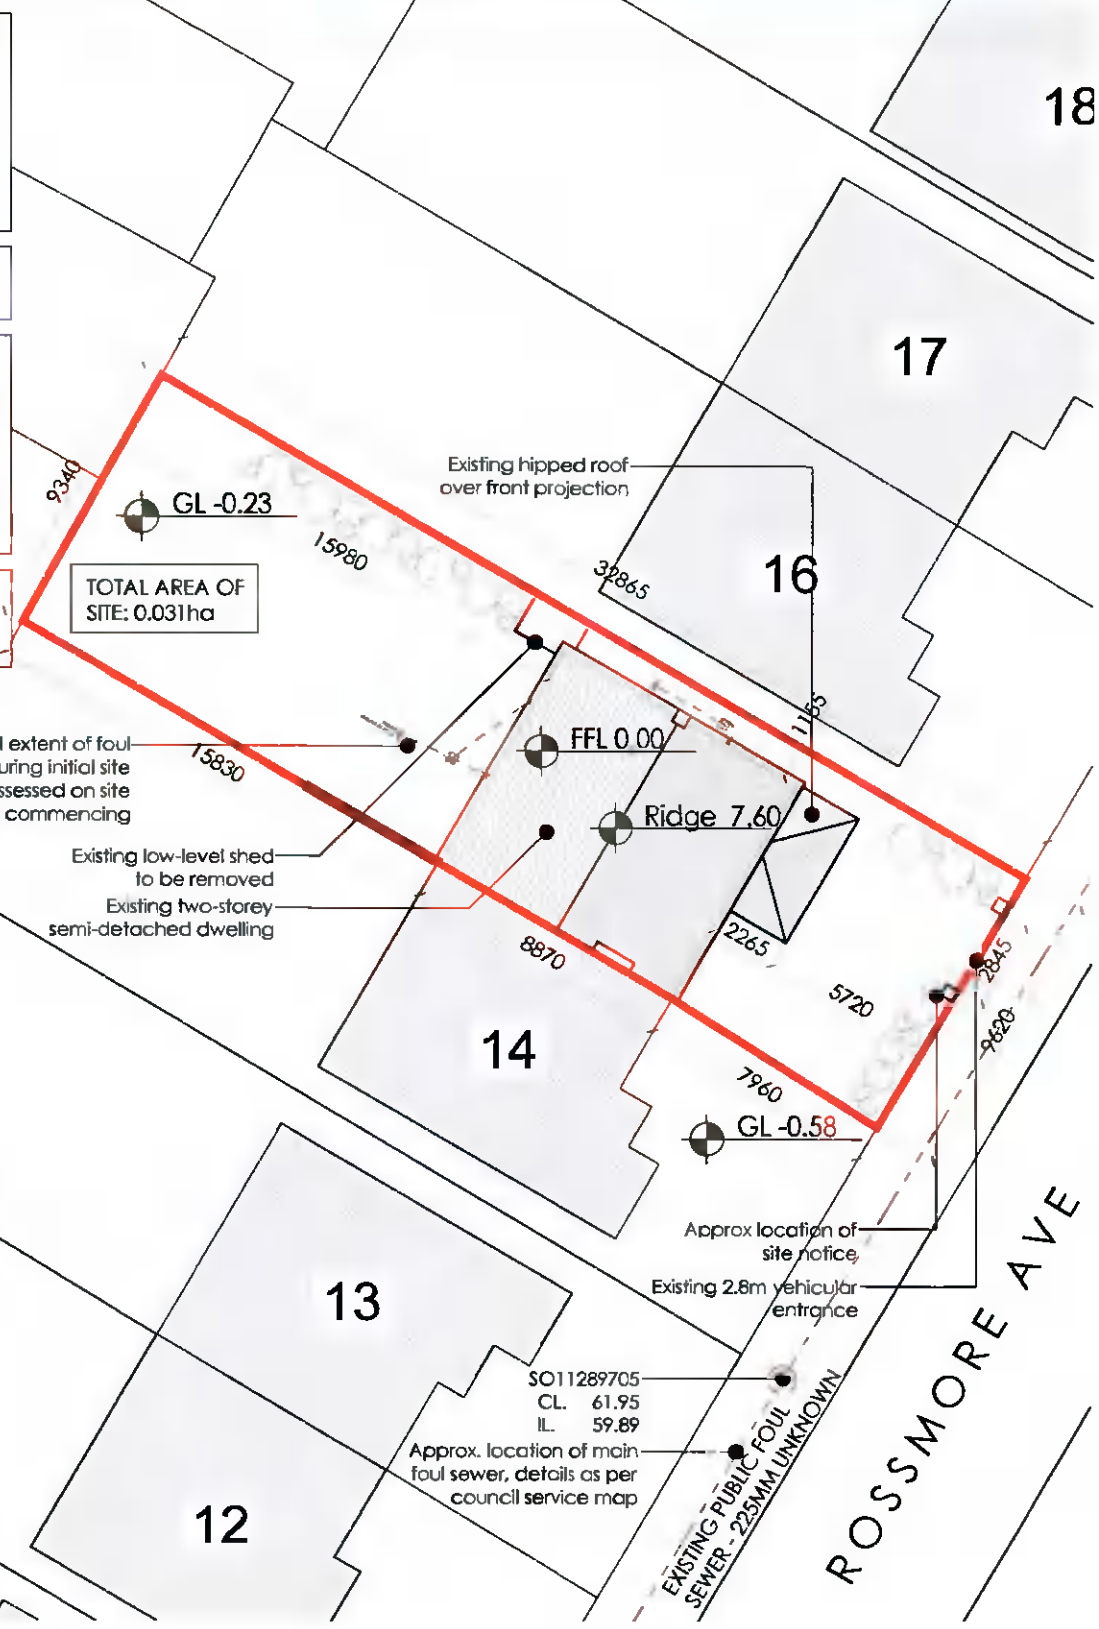 18
17
Existing hipped roof
over front projection
9340
GL -0.23
15980
32865
16
TOTAL AREA OF
SITE: 0.031ha
1165
extent of foul
initial site
on site
commencing
15830
FFL 0.00
Ridge 7.60
Existing low-level shed
to be removed
Existing two-storey
semi-detached dwelling
8870
2265
5720
2845
9620
14
7960
GL -0.58
Approx location of
site notice
Existing 2.8m vehicular
entrance
13
SO11289705
CL. 61.95
IL. 59.89
Approx. location of main
foul sewer, details as per
council service map
EXISTING PUBLIC FOUL
SEWER - 225MM UNKNOWN
ROSSMORE AVE
12